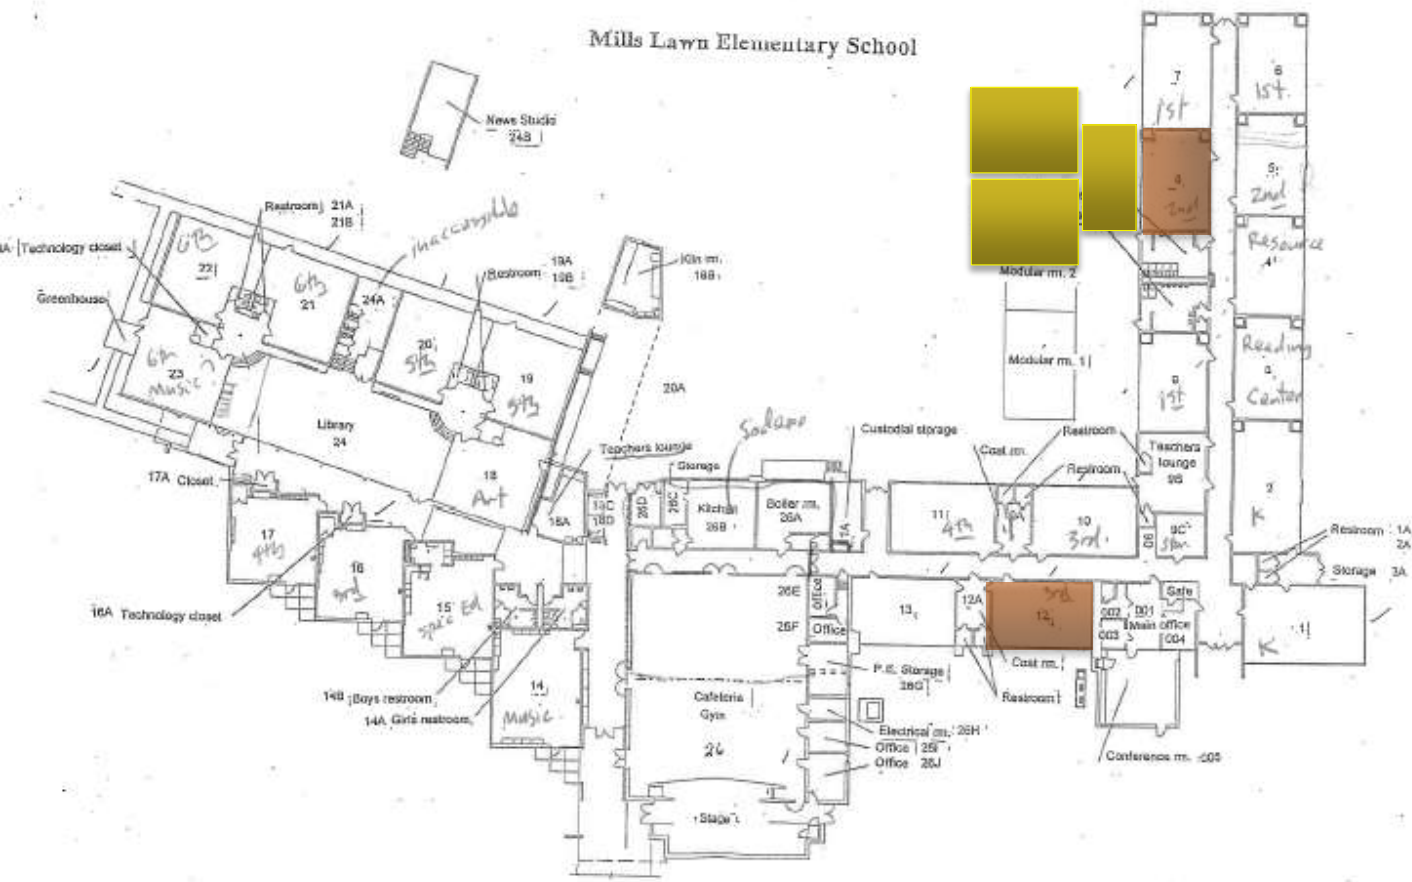 Mills Lawn Elementary School
News Studio
24B
7
1st
6
1st.
5
2nd
2nd
Resource
4
Restroom 21A
21B
inaccessible
Technology closet
6th
22
6th
21
24A
Restroom 19A
19B
Kiln rm.
Modular rm. 2
Greenhouse
6th
23
Music
20
5th
19
5th
Modular rm. 1
1st
Reading
Center
20A
Library
24
Custodial storage
Coat rm.
Restroom
Restroom
Teachers
lounge
9B
Teachers lounge
Storage
17A Closet
18
Art
18A
18D
26D
26C
Kitchen
26B
Boiler rm.
26A
11
4th
10
3rd.
9C
2
K
17
4th
Restroom 1A
2A
Storage 3A
16
3rd
15
Spec Ed
16A Technology closet
26E
26F
office
Office
13
12A
12
3rd
002
003
001
Main office
004
Safe
1
K
Coat rm.
P.E. Storage
26G
Restroom
14B Boys restroom
14A Girls restroom
14
Music
Cafeteria
Gym
26
Electrical rm. 26H
Office 26I
Office 26J
Conference rm. 005
Stage